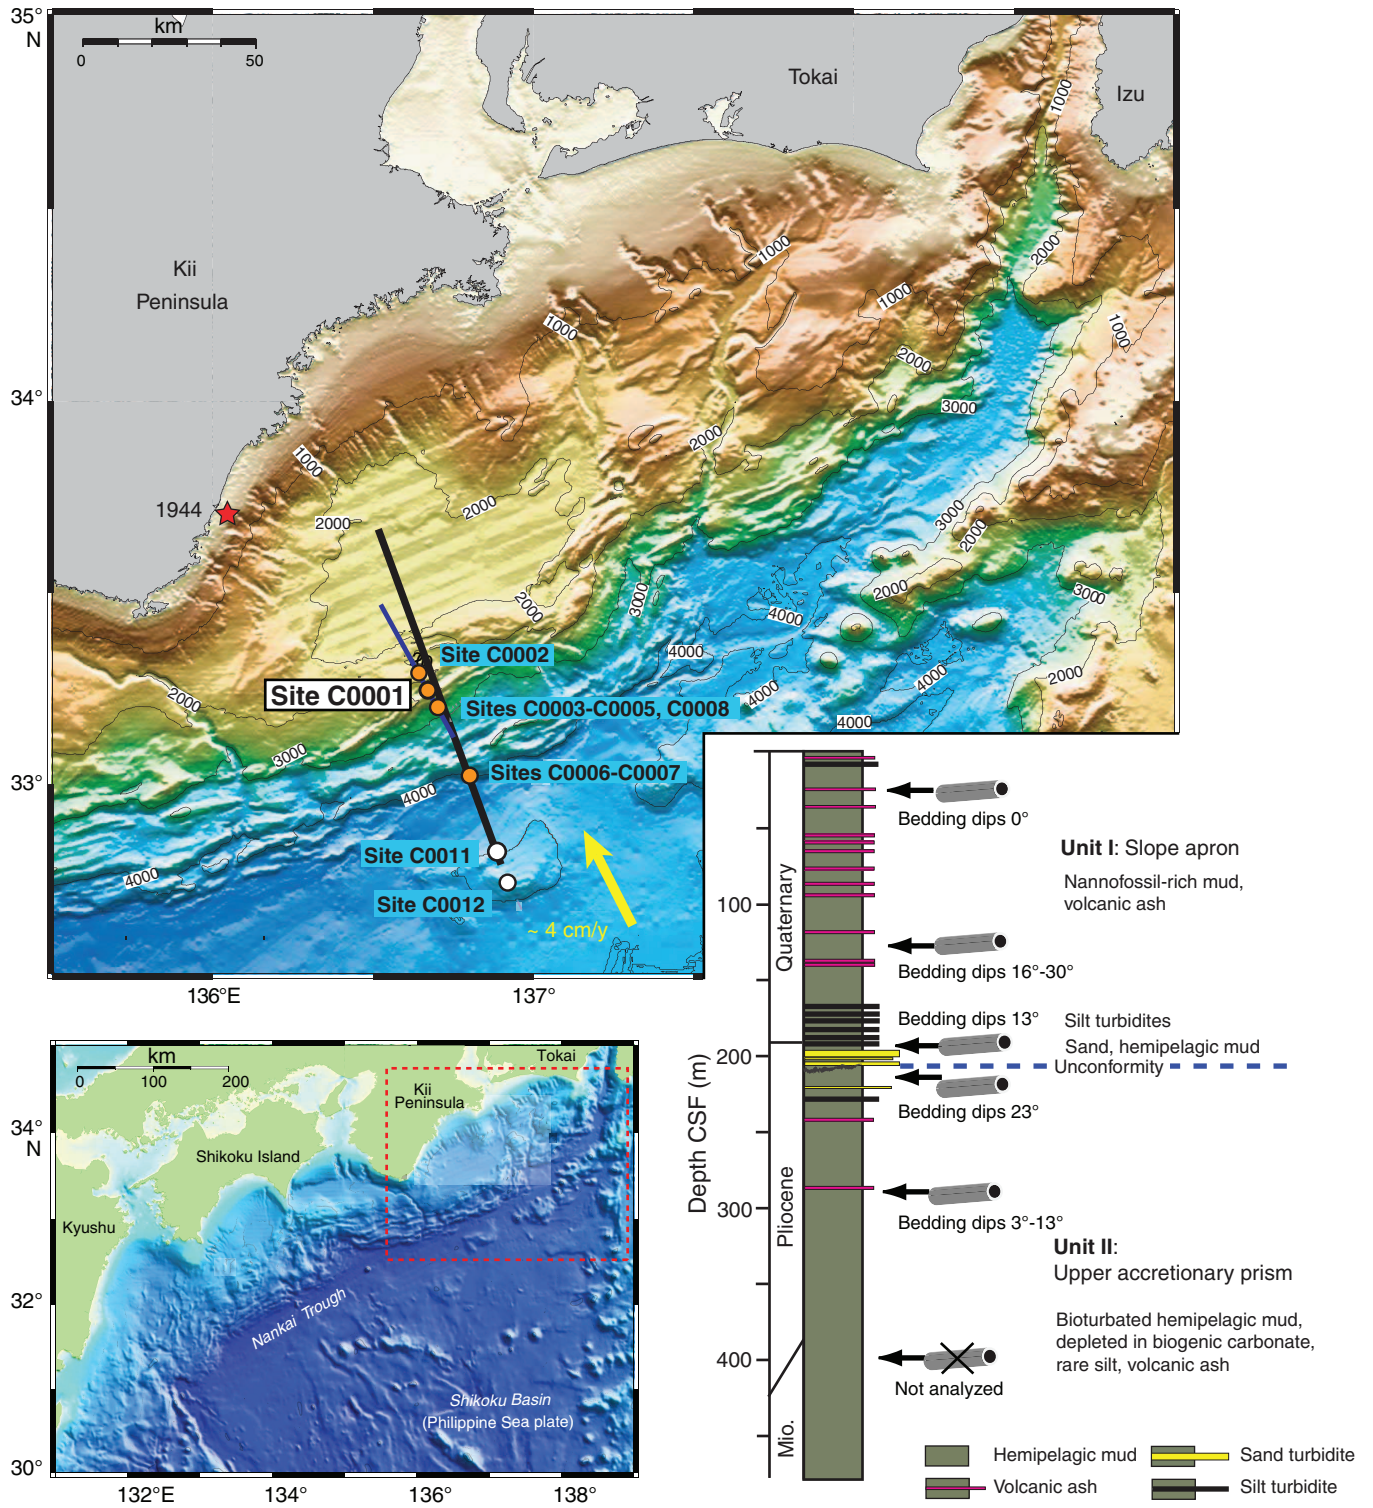 35°
N
km
0
50
Tokai
Izu
1000
Kii
Peninsula
1000
2000
1000
1000
1000
2000
34°
3000
2000
1000
1944
2000
2000
3000
2000
2000
3000
2000
3000
4000
4000
Site C0002
4000
4000
2000
Site C0001
2000
Sites C0003-C0005, C0008
4000
3000
33°
Sites C0006-C0007
4000
Site C0011
4000
Site C0012
~ 4 cm/y
136°E
137°
km
0
100
200
Tokai
Kii
Peninsula
34°
N
Shikoku Island
Kyushu
32°
Nankai Trough
Shikoku Basin
(Philippine Sea plate)
30°
132°E
134°
136°
138°
Depth CSF (m)
100
200
300
400
Quaternary
Pliocene
Mio.
Bedding dips 0°
Unit I: Slope apron
Nannofossil-rich mud,
volcanic ash
Bedding dips 16°-30°
Bedding dips 13°
Silt turbidites
Sand, hemipelagic mud
Unconformity
Bedding dips 23°
Bedding dips 3°-13°
Unit II:
Upper accretionary prism
Bioturbated hemipelagic mud,
depleted in biogenic carbonate,
rare silt, volcanic ash
Not analyzed
Hemipelagic mud
Sand turbidite
Volcanic ash
Silt turbidite